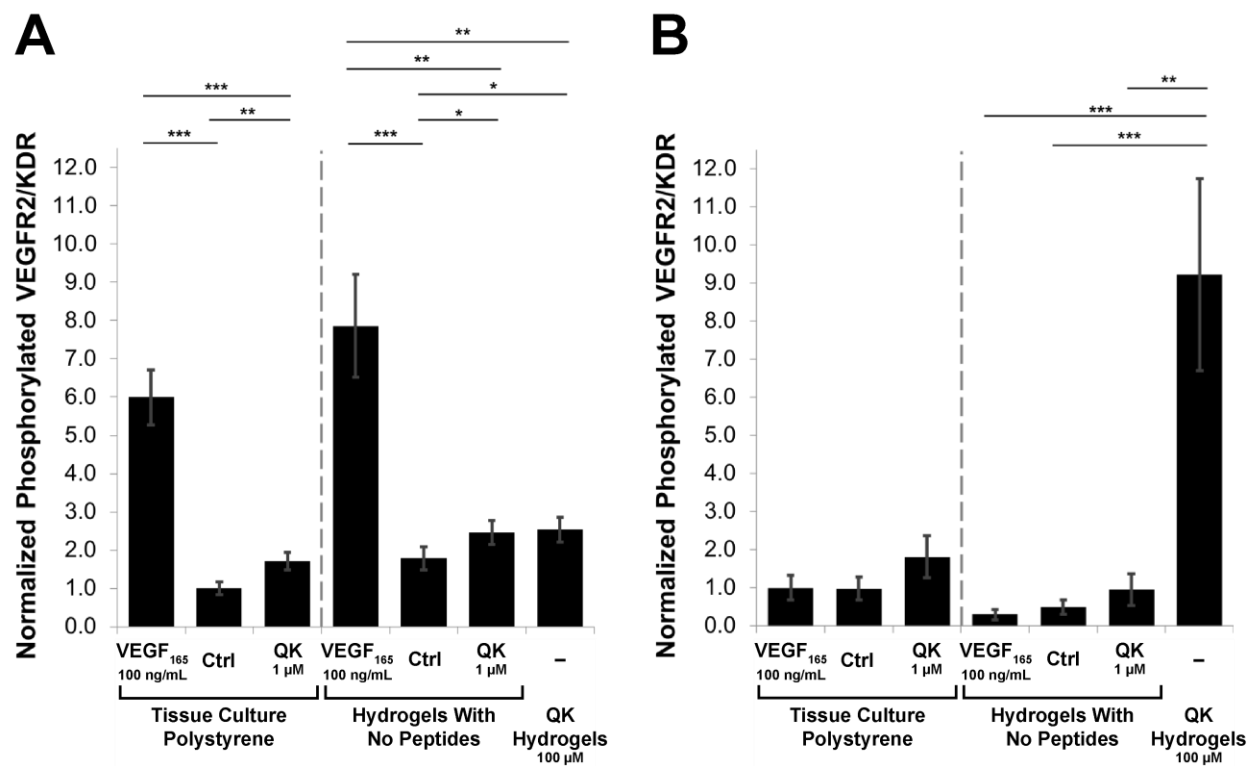 A
**
**
***
*
**
*
***
***
Normalized Phosphorylated VEGFR2/KDR
12.0
11.0
10.0
9.0
8.0
7.0
6.0
5.0
4.0
3.0
2.0
1.0
0.0
VEGF165
100 ng/mL
Ctrl
QK
1 µM
VEGF165
100 ng/mL
Ctrl
QK
1 µM
–
Tissue Culture
Polystyrene
Hydrogels With
No Peptides
QK
Hydrogels
100 µM
B
**
***
***
Normalized Phosphorylated VEGFR2/KDR
12.0
11.0
10.0
9.0
8.0
7.0
6.0
5.0
4.0
3.0
2.0
1.0
0.0
VEGF165
100 ng/mL
Ctrl
QK
1 µM
VEGF165
100 ng/mL
Ctrl
QK
1 µM
–
Tissue Culture
Polystyrene
Hydrogels With
No Peptides
QK
Hydrogels
100 µM